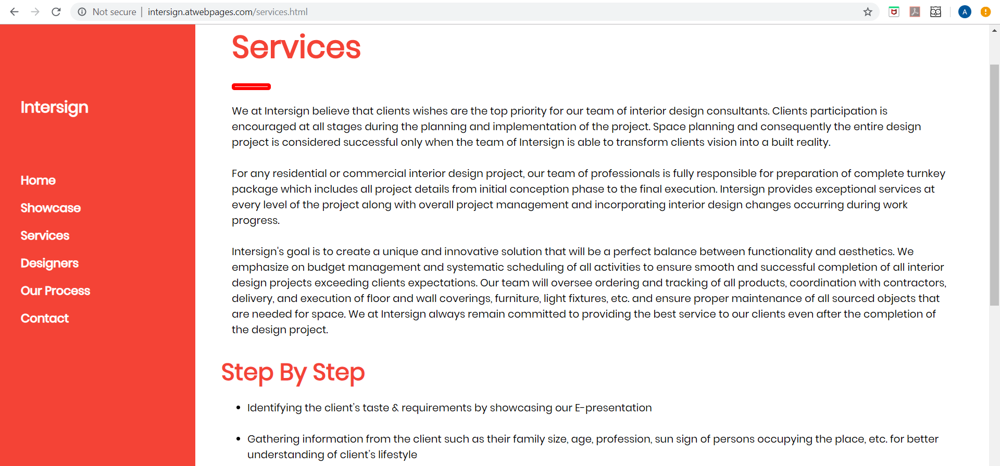 Not secure | intersign.atwebpages.com/services.html
A
Intersign
Home
Showcase
Services
Designers
Our Process
Contact
Services
We at Intersign believe that clients wishes are the top priority for our team of interior design consultants. Clients participation is
encouraged at all stages during the planning and implementation of the project. Space planning and consequently the entire design
project is considered successful only when the team of Intersign is able to transform clients vision into a built reality.
For any residential or commercial interior design project, our team of professionals is fully responsible for preparation of complete turnkey
package which includes all project details from initial conception phase to the final execution. Intersign provides exceptional services at
every level of the project along with overall project management and incorporating interior design changes occurring during work
progress.
Intersign's goal is to create a unique and innovative solution that will be a perfect balance between functionality and aesthetics. We
emphasize on budget management and systematic scheduling of all activities to ensure smooth and successful completion of all interior
design projects exceeding clients expectations. Our team will oversee ordering and tracking of all products, coordination with contractors,
delivery, and execution of floor and wall coverings, furniture, light fixtures, etc. and ensure proper maintenance of all sourced objects that
are needed for space. We at Intersign always remain committed to providing the best service to our clients even after the completion of
the design project.
Step By Step
• Identifying the client's taste & requirements by showcasing our E-presentation
• Gathering information from the client such as their family size, age, profession, sun sign of persons occupying the place, etc. for better
understanding of client's lifestyle